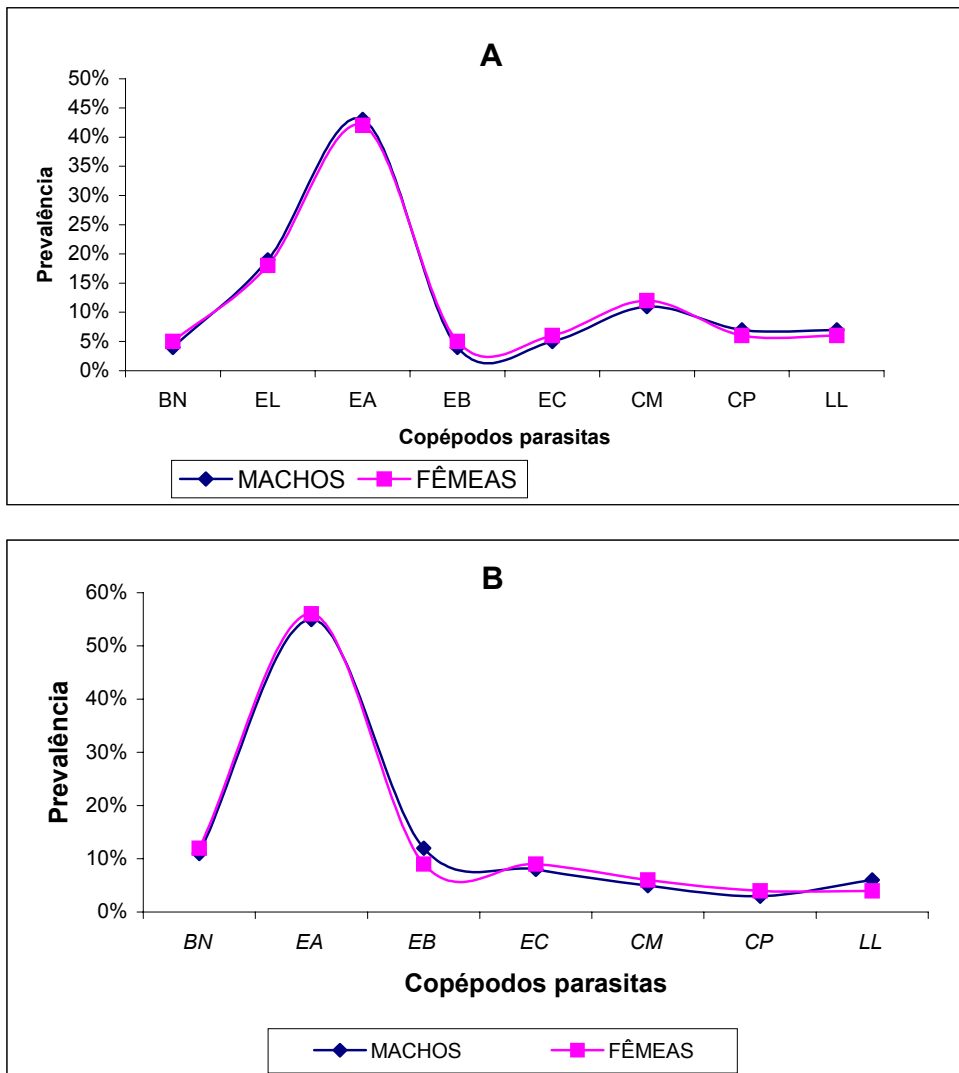 A
50%
45%
40%
35%
30%
25%
20%
15%
10%
5%
0%
Prevalência
BN EL EA EB EC CM CP LL
Copépodos parasitas
MACHOS FÊMEAS
B
60%
50%
40%
30%
20%
10%
0%
Prevalência
BN EA EB EC CM CP LL
Copépodos parasitas
MACHOS FÊMEAS